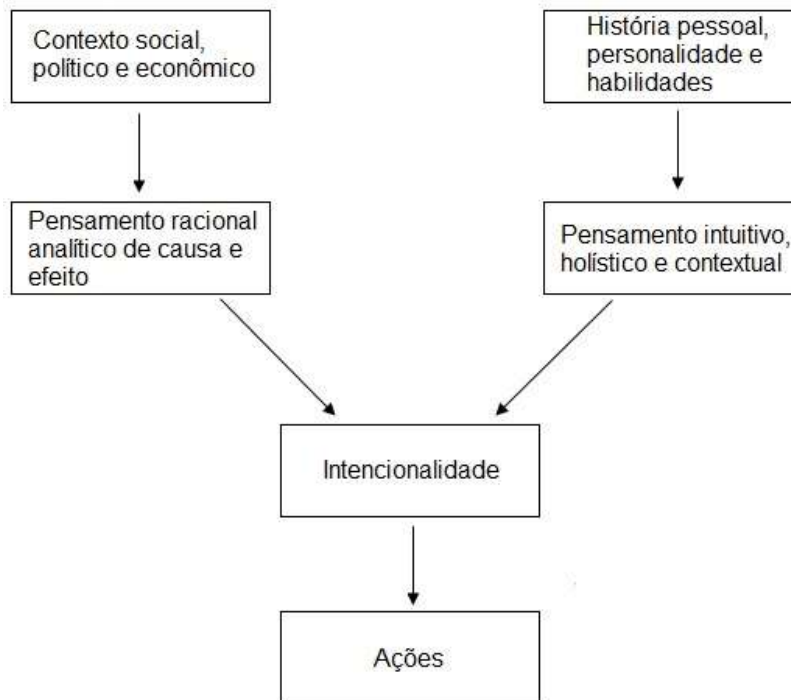 Contexto social,
político e econômico
História pessoal,
personalidade e
habilidades
Pensamento racional
analítico de causa e
efeito
Pensamento intuitivo,
holístico e contextual
Intencionalidade
Ações